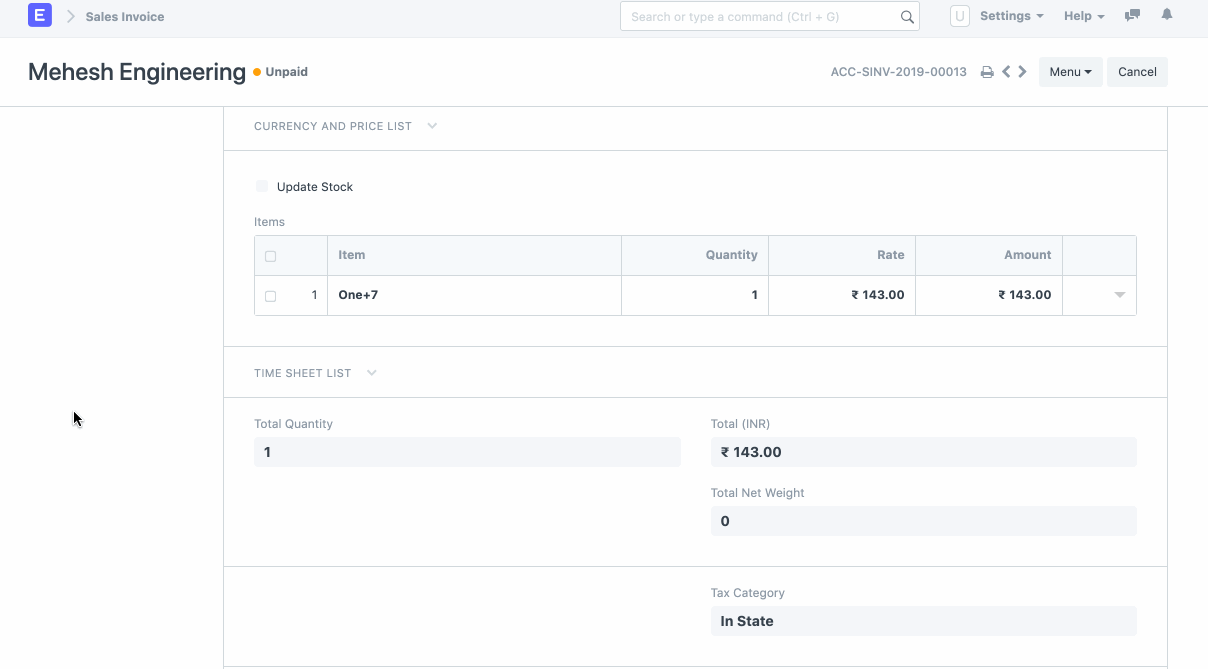 E Sales Invoice Search or type a command (Ctrl + G) U Settings Help
Mehesh Engineering Unpaid ACC-SINV-2019-00013 Menu Cancel
CURRENCY AND PRICE LIST
Update Stock
Items
Item Quantity Rate Amount
1 One+7 1 ₹ 143.00 ₹ 143.00
TIME SHEET LIST
Total Quantity Total (INR)
1 ₹ 143.00
Total Net Weight
0
Tax Category
In State